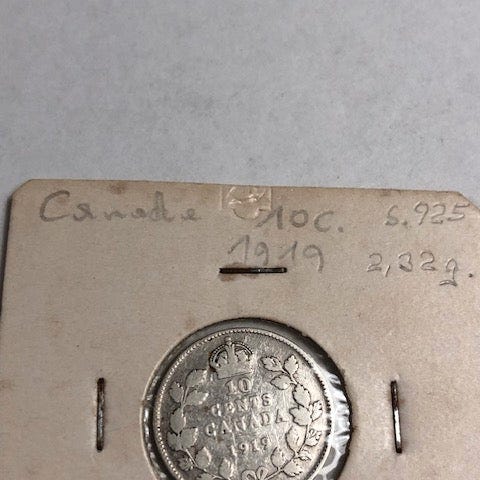 Canada 10c. S.925
1919 2,32g.
10
CENTS
CANADA
1919